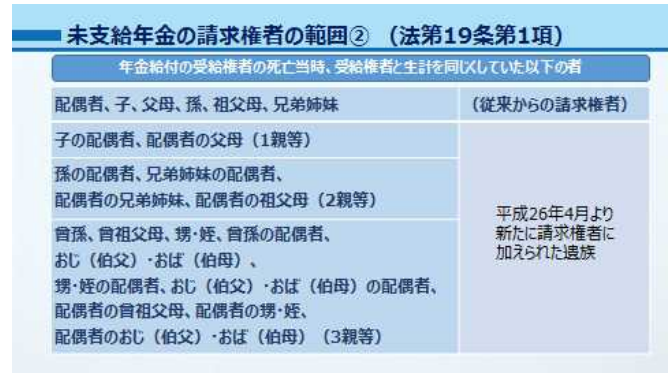 未支給年金の請求権者の範囲② (法第19条第1項)
年金給付の受給権者の死亡当時、受給権者と生計を同じくしていた以下の者
配偶者、子、父母、孫、祖父母、兄弟姉妹
(従来からの請求権者)
子の配偶者、配偶者の父母（1親等）
孫の配偶者、兄弟姉妹の配偶者、
配偶者の兄弟姉妹、配偶者の祖父母（2親等）
曾孫、曾祖父母、甥・姪、曾孫の配偶者、
おじ（伯父）・おば（伯母）、
甥・姪の配偶者、おじ（伯父）・おば（伯母）の配偶者、
配偶者の曾祖父母、配偶者の甥・姪、
配偶者のおじ（伯父）・おば（伯母）（3親等）
平成26年4月より
新たに請求権者に
加えられた遺族